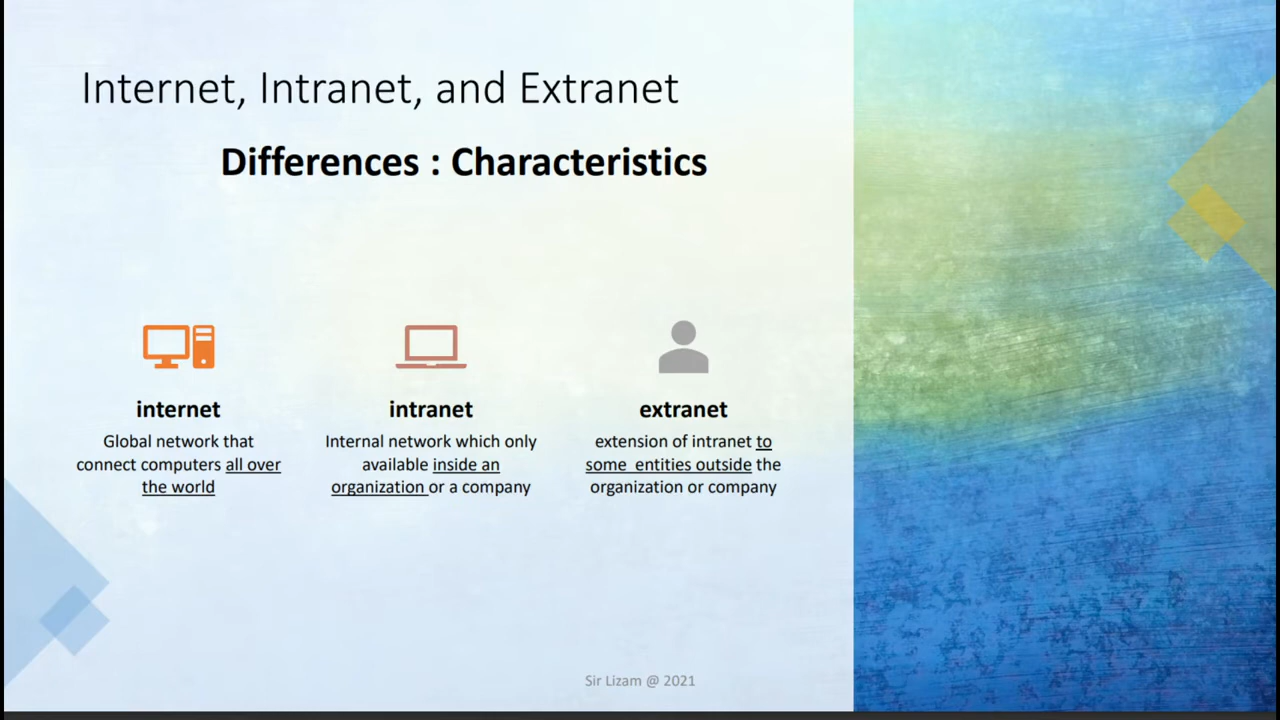 Internet, Intranet, and Extranet
Differences : Characteristics
internet
Global network that
connect computers all over
the world
intranet
Internal network which only
available inside an
organization or a company
extranet
extension of intranet to
some  entities outside the
organization or company
Sir Lizam @ 2021